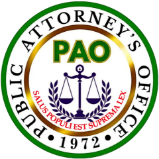 PUBLIC ATTORNEY'S OFFICE
PAO
SALUS POPULI EST SUPREMA LEX
• 1972 •